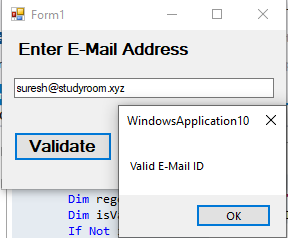 Form1
Enter E-Mail Address
suresh@studyroom.xyz
WindowsApplication10
Validate
Valid E-Mail ID
OK
Dim rege
Dim isVa
If Not